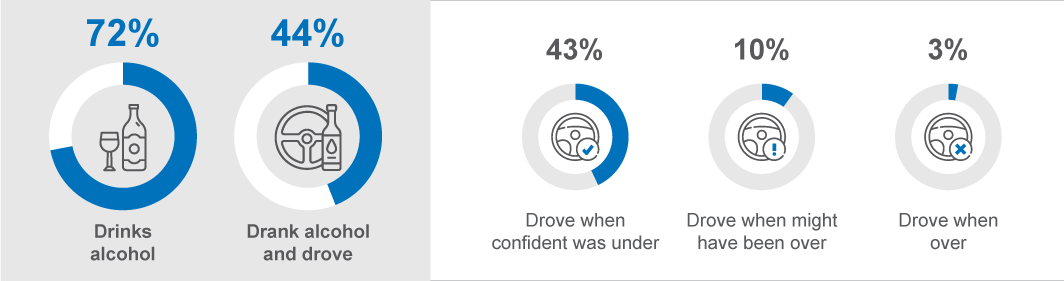 72%
44%
43%
10%
3%
Drinks
alcohol
Drank alcohol
and drove
Drove when
confident was under
Drove when might
have been over
Drove when
over